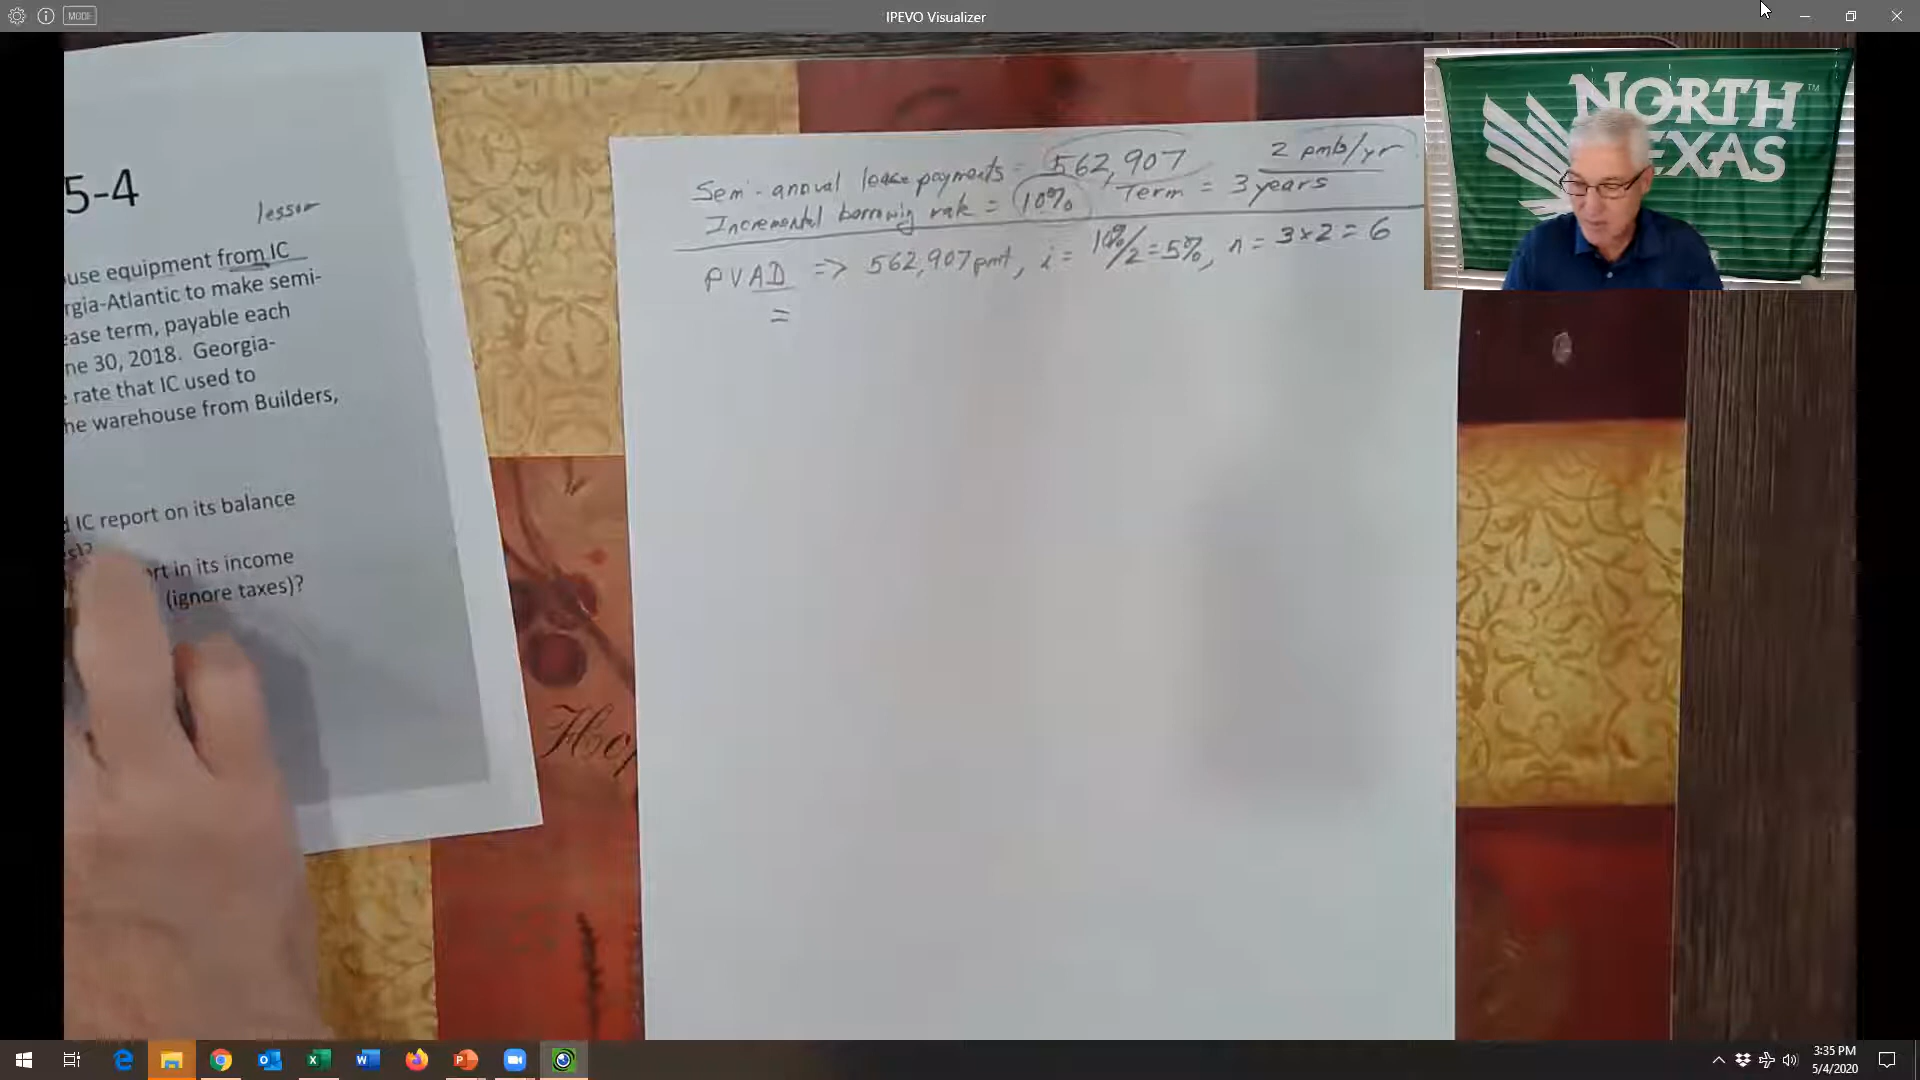 MODE
IPEVO Visualizer
NORTH
TEXAS
TM
5-4
lessor
use equipment from IC
rgia-Atlantic to make semi-
ease term, payable each
ne 30, 2018. Georgia-
rate that IC used to
he warehouse from Builders,
IC report on its balance
rt in its income
(ignore taxes)?
Semi-annual lease payments = 562,907 2 pmts/yr
Incremental borrowing rate = 10% Term = 3 years
PVAD => 562,907 pmt, i = 10%/2 = 5%, n = 3 x 2 = 6
=
3:35 PM
5/4/2020